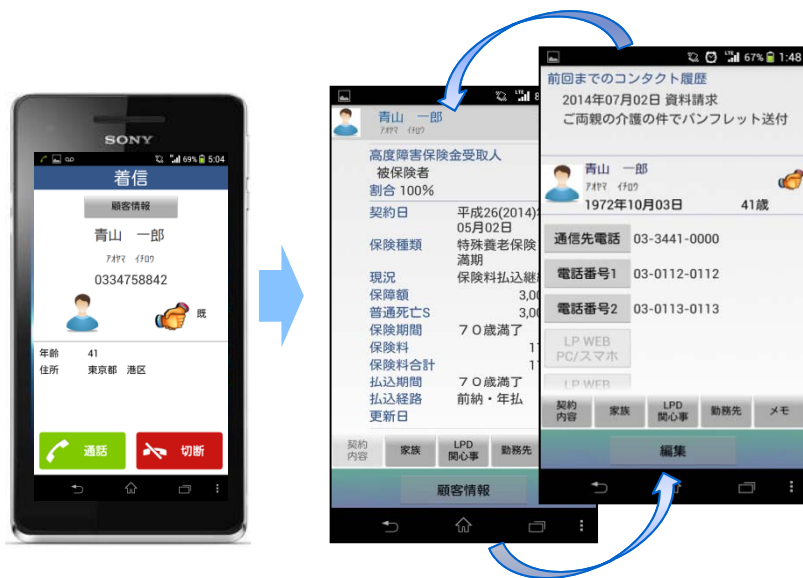 SONY
69% 5:04
着信
顧客情報
青山 一郎
ｱｵﾔﾏ ｲﾁﾛｳ
0334758842
既
年齢 41
住所 東京都 港区
通話
切断
LTE
青山 一郎
ｱｵﾔﾏ ｲﾁﾛｳ
高度障害保険金受取人
被保険者
割合 100%
契約日 平成26(2014)
05月02日
保険種類 特殊養老保険
満期
現況 保険料払込継
保障額 3,00
普通死亡S 3,00
保険期間 ７０歳満了
保険料 1
保険料合計 1
払込期間 ７０歳満了
払込経路 前納・年払
更新日
契約
内容
家族
LPD
関心事
勤務先
顧客情報
LTE 67% 1:48
前回までのコンタクト履歴
2014年07月02日 資料請求
ご両親の介護の件でパンフレット送付
青山 一郎
ｱｵﾔﾏ ｲﾁﾛｳ
1972年10月03日 41歳
通信先電話 03-3441-0000
電話番号1 03-0112-0112
電話番号2 03-0113-0113
LP WEB
PC/スマホ
LP WEB
契約
内容
家族
LPD
関心事
勤務先
メモ
編集